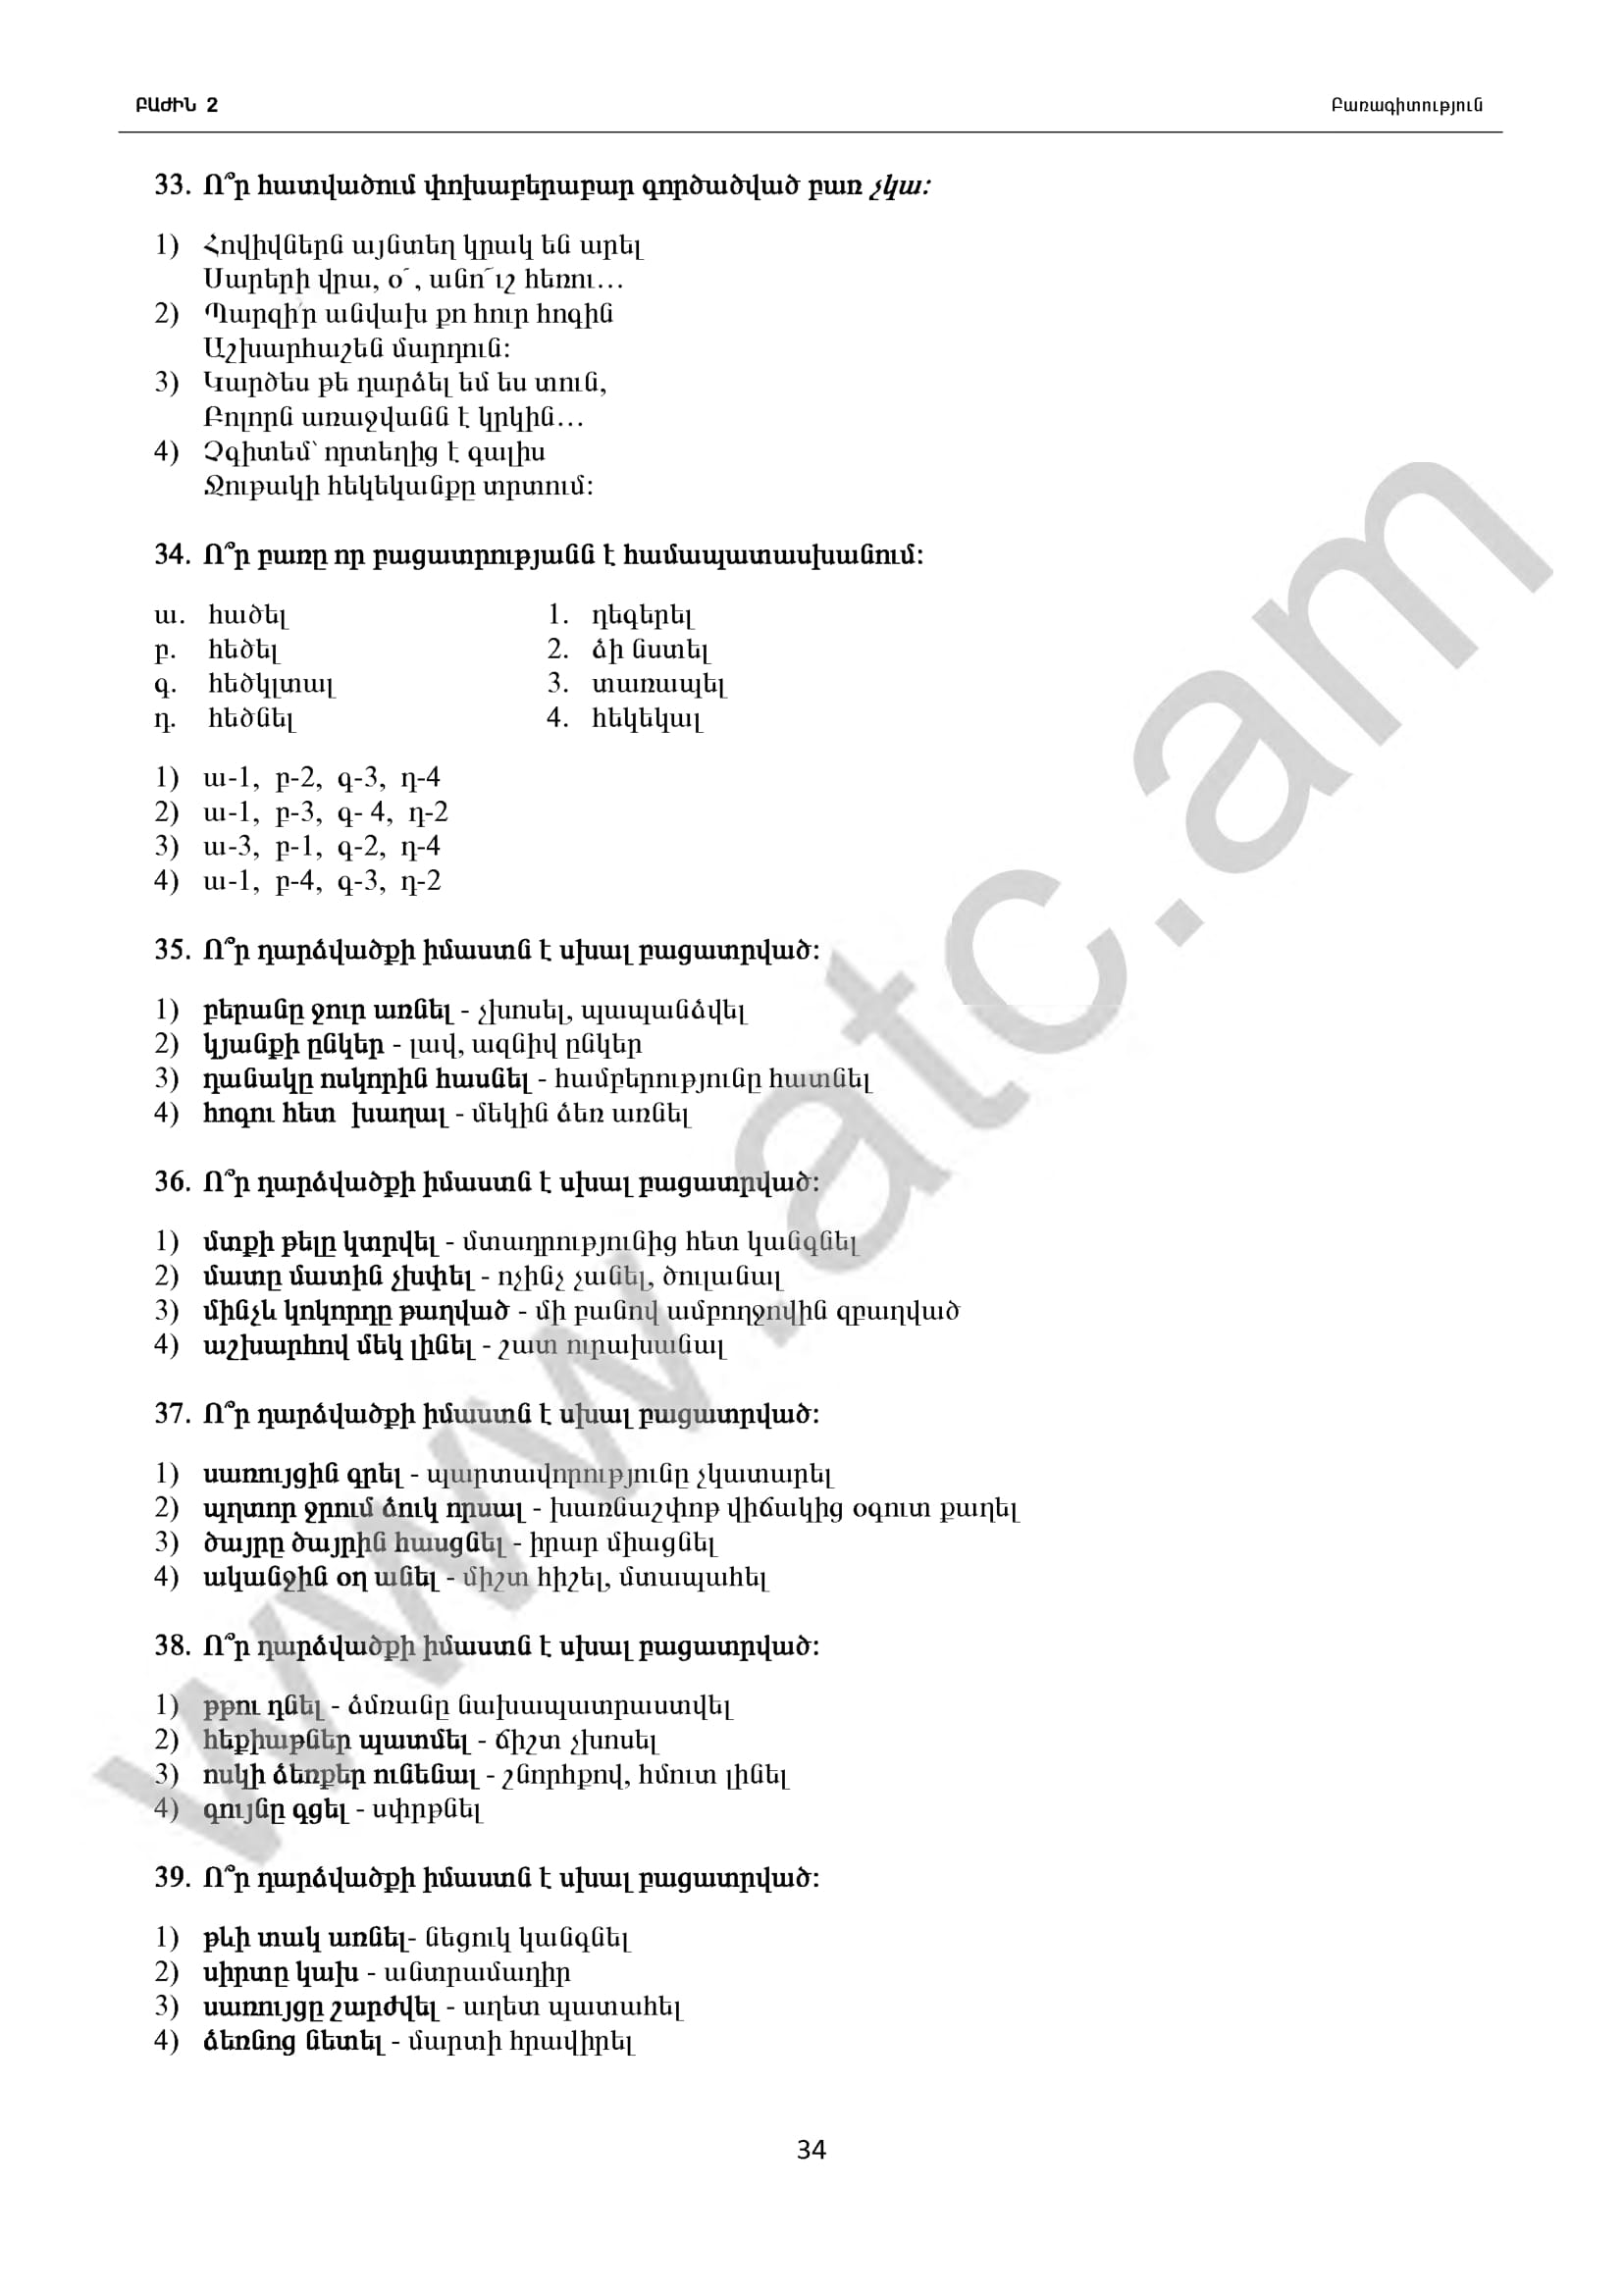 ԲԱԺԻՆ 2
Բառագիտություն
33. Ո՞ր հատվածում փոխաբերաբար գործածված բառ չկա:
1) Հովիվներն այնտեղ կրակ են արել
Սարերի վրա, օ՜, անո՜ւշ հեռու…
2) Պարզի՛ր անվախ քո հուր հոգին
Աշխարհաշեն մարդուն:
3) Կարծես թե դարձել եմ ես տուն,
Բոլորն առաջվանն է կրկին…
4) Չգիտեմ՝ որտեղից է գալիս
Ջութակի հեկեկանքը տրտում:
34. Ո՞ր բառը որ բացատրությանն է համապատասխանում:
ա. հածել 1. դեգերել
բ. հեծել 2. ձի նստել
գ. հեծկլտալ 3. տառապել
դ. հեծնել 4. հեկեկալ
1) ա-1, բ-2, գ-3, դ-4
2) ա-1, բ-3, գ- 4, դ-2
3) ա-3, բ-1, գ-2, դ-4
4) ա-1, բ-4, գ-3, դ-2
35. Ո՞ր դարձվածքի իմաստն է սխալ բացատրված:
1) բերանը ջուր առնել - չխոսել, պապանձվել
2) կյանքի ընկեր - լավ, ազնիվ ընկեր
3) դանակը ոսկորին հասնել - համբերությունը հատնել
4) հոգու հետ խաղալ - մեկին ձեռ առնել
36. Ո՞ր դարձվածքի իմաստն է սխալ բացատրված:
1) մտքի թելը կտրվել - մտադրությունից հետ կանգնել
2) մատը մատին չխփել - ոչինչ չանել, ծուլանալ
3) մինչև կոկորդը թաղված - մի բանով ամբողջովին զբաղված
4) աշխարհով մեկ լինել - շատ ուրախանալ
37. Ո՞ր դարձվածքի իմաստն է սխալ բացատրված:
1) սառույցին գրել - պարտավորությունը չկատարել
2) պղտոր ջրում ձուկ որսալ - խառնաշփոթ վիճակից օգուտ քաղել
3) ծայրը ծայրին հասցնել - իրար միացնել
4) ականջին օղ անել - միշտ հիշել, մտապահել
38. Ո՞ր դարձվածքի իմաստն է սխալ բացատրված:
1) թթու դնել - ձմռանը նախապատրաստվել
2) հեքիաթներ պատմել - ճիշտ չխոսել
3) ոսկի ձեռքեր ունենալ - շնորհքով, հմուտ լինել
4) գույնը գցել - սփրթնել
39. Ո՞ր դարձվածքի իմաստն է սխալ բացատրված:
1) թևի տակ առնել- նեցուկ կանգնել
2) սիրտը կախ - անտրամադիր
3) սառույցը շարժվել - աղետ պատահել
4) ձեռնոց նետել - մարտի հրավիրել
34
www.atc.am